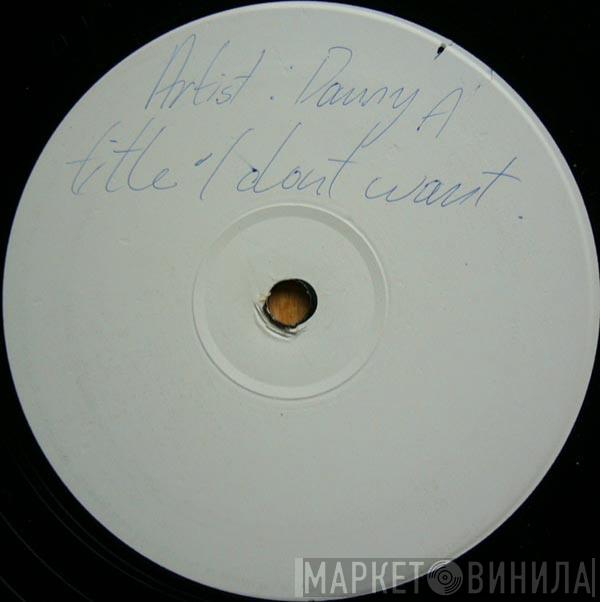 Artist: Danny 'A'
title "I dont want.
МАРКЕТ ВИНИЛА